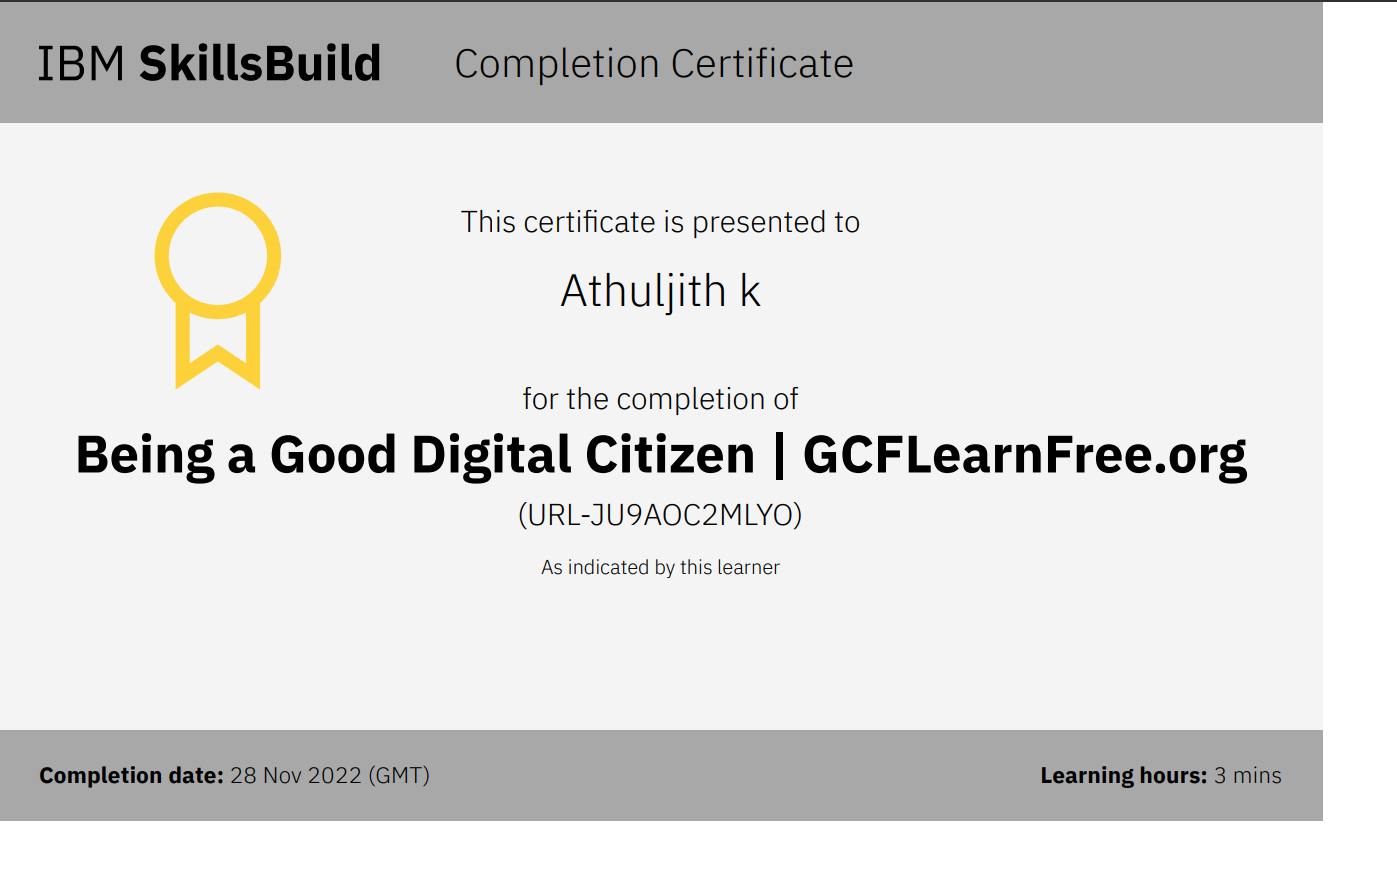 IBM SkillsBuild Completion Certificate
This certificate is presented to
Athuljith k
for the completion of
Being a Good Digital Citizen | GCFLearnFree.org
(URL-JU9AOC2MLYO)
As indicated by this learner
Completion date: 28 Nov 2022 (GMT) Learning hours: 3 mins